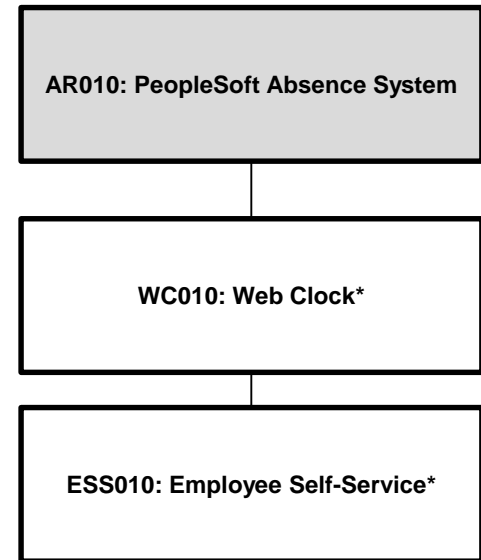 AR010: PeopleSoft Absence System
WC010: Web Clock*
ESS010: Employee Self-Service*